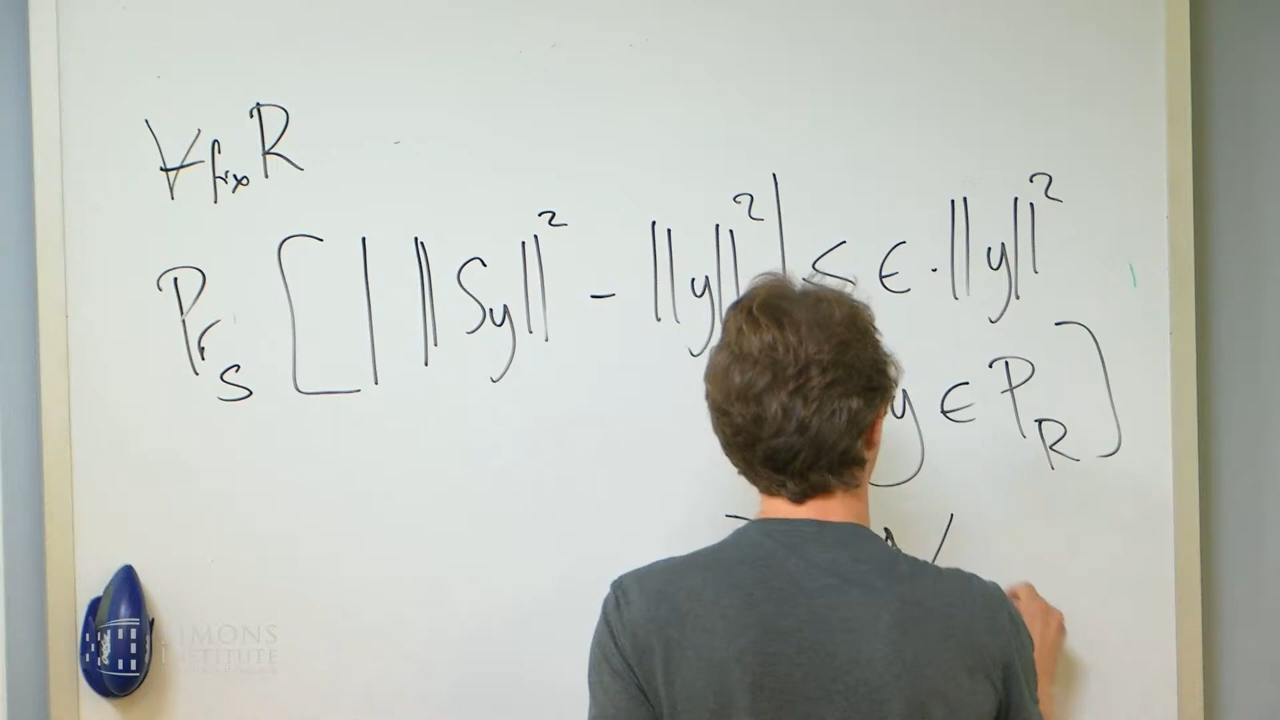 ∀ fix R
Pr_S [ | ||Sy||² - ||y||² | ≤ ε · ||y||²
y ∈ P_R ]
SIMONS
INSTITUTE